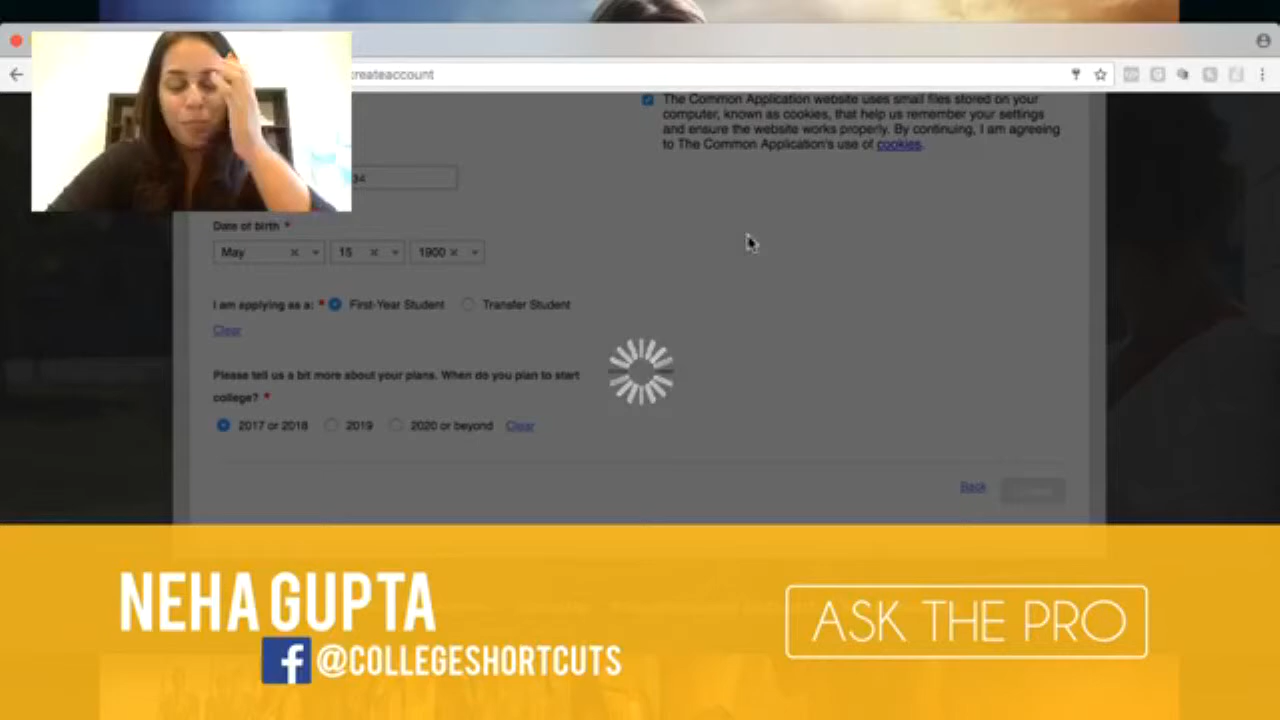 createaccount
The Common Application website uses small files stored on your
computer, known as cookies, that help us remember your settings
and ensure the website works properly. By continuing, I am agreeing
to The Common Application's use of cookies.
34
Date of birth *
May 15 1900
I am applying as a: * First-Year Student Transfer Student
Clear
Please tell us a bit more about your plans. When do you plan to start
college? *
2017 or 2018 2019 2020 or beyond Clear
Back
NEHA GUPTA
@COLLEGESHORTCUTS
ASK THE PRO